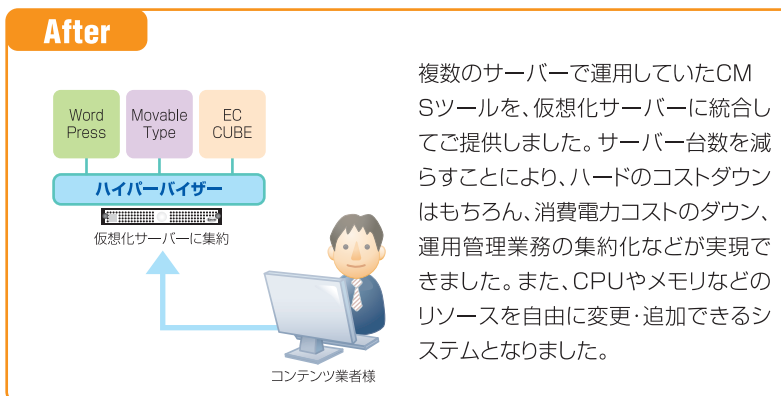 After
Word
Press
Movable
Type
EC
CUBE
ハイパーバイザー
仮想化サーバーに集約
コンテンツ業者様
複数のサーバーで運用していたCM
Sツールを、仮想化サーバーに統合し
てご提供しました。サーバー台数を減
らすことにより、ハードのコストダウン
はもちろん、消費電力コストのダウン、
運用管理業務の集約化などが実現で
きました。また、CPUやメモリなどの
リソースを自由に変更・追加できるシ
ステムとなりました。